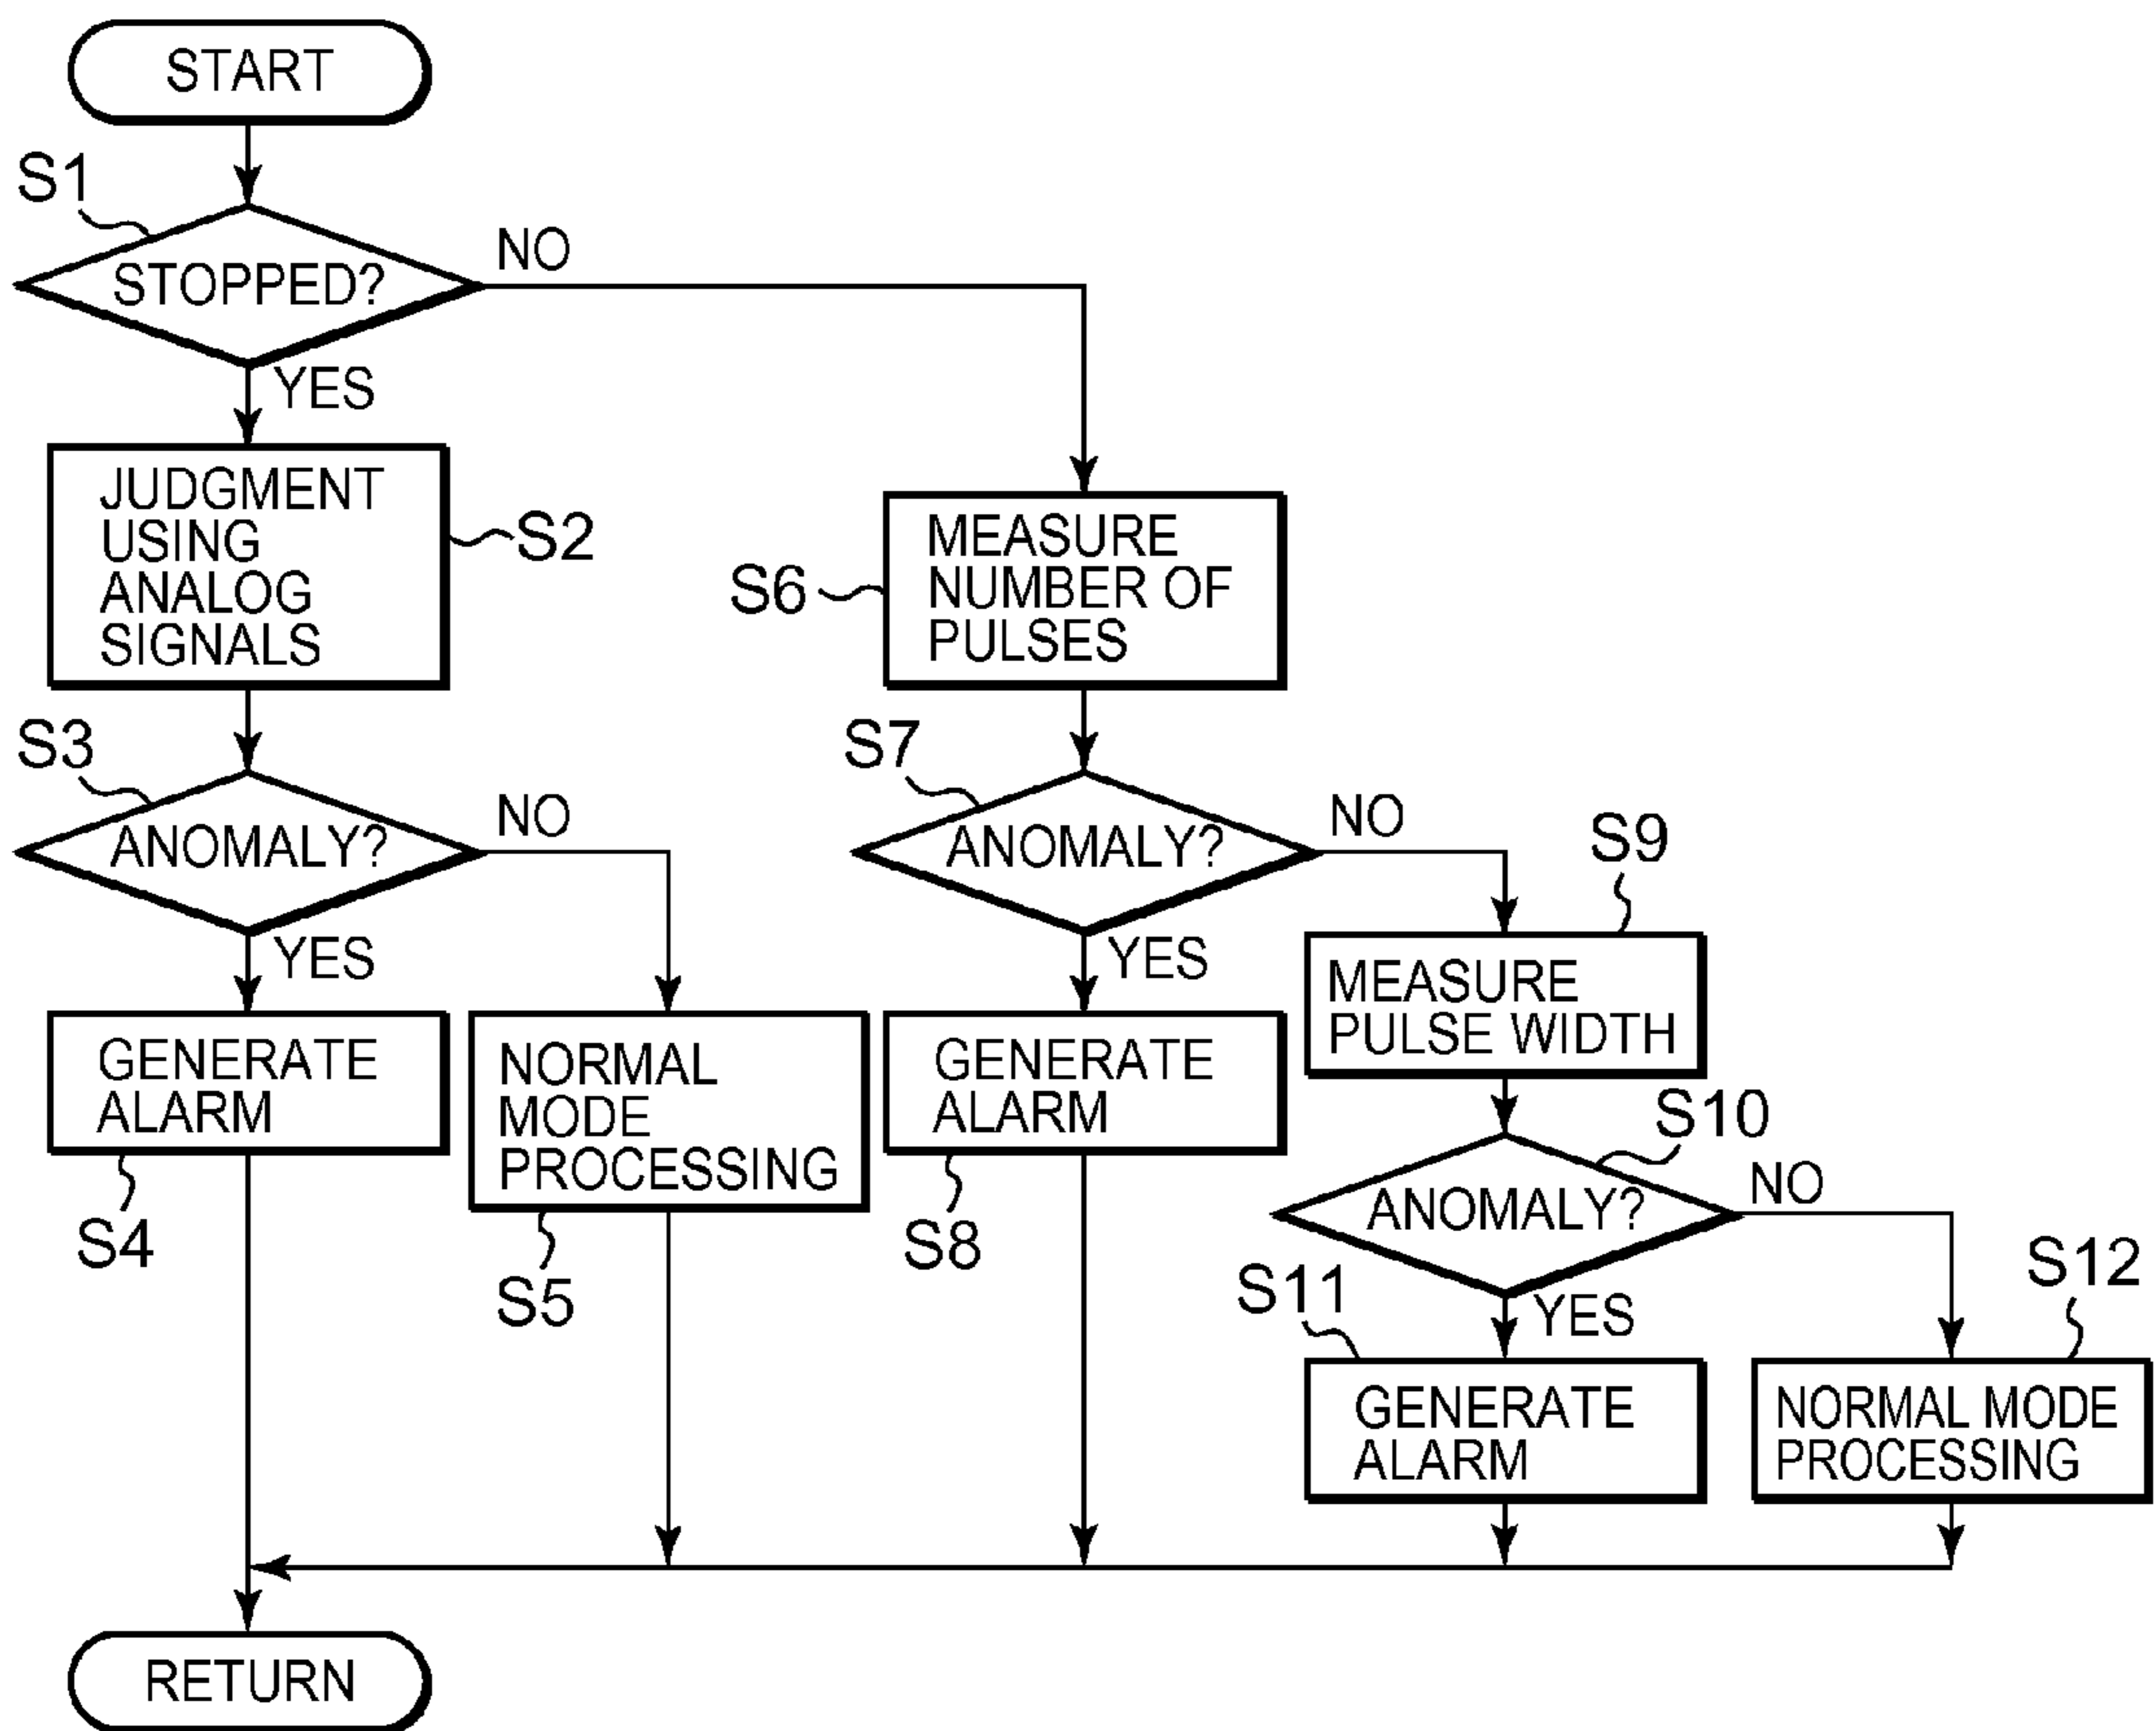 START
S1
STOPPED?
NO
YES
JUDGMENT
USING
ANALOG
SIGNALS
S2
S6
MEASURE
NUMBER OF
PULSES
S3
ANOMALY?
NO
YES
S7
ANOMALY?
NO
YES
S9
MEASURE
PULSE WIDTH
GENERATE
ALARM
S4
NORMAL
MODE
PROCESSING
S5
GENERATE
ALARM
S8
S10
ANOMALY?
NO
YES
S11
GENERATE
ALARM
S12
NORMAL MODE
PROCESSING
RETURN